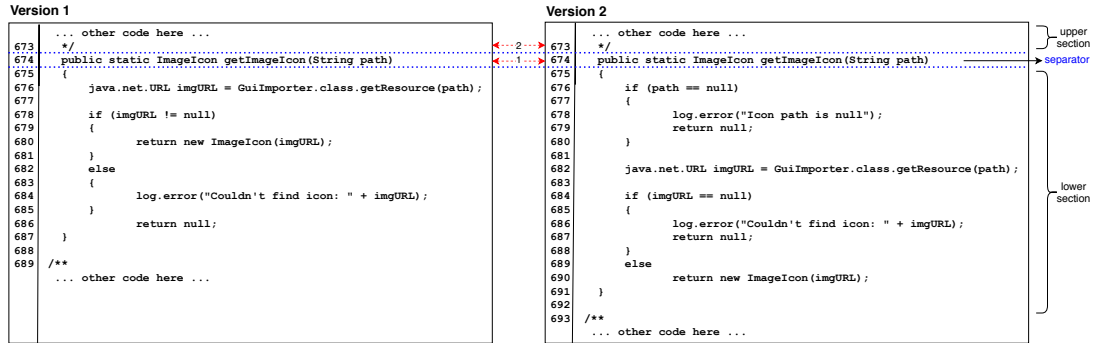 Version 1
... other code here ...
673 */
674 public static ImageIcon getImageIcon(String path)
675 {
676 java.net.URL imgURL = GuiImporter.class.getResource(path);
677
678 if (imgURL != null)
679 {
680 return new ImageIcon(imgURL);
681 }
682 else
683 {
684 log.error("Couldn't find icon: " + imgURL);
685 }
686 return null;
687 }
688
689 /**
... other code here ...
2
1
Version 2
... other code here ...
673 */
674 public static ImageIcon getImageIcon(String path)
675 {
676 if (path == null)
677 {
678 log.error("Icon path is null");
679 return null;
680 }
681
682 java.net.URL imgURL = GuiImporter.class.getResource(path);
683
684 if (imgURL == null)
685 {
686 log.error("Couldn't find icon: " + imgURL);
687 return null;
688 }
689 else
690 return new ImageIcon(imgURL);
691 }
692
693 /**
... other code here ...
upper
section
separator
lower
section